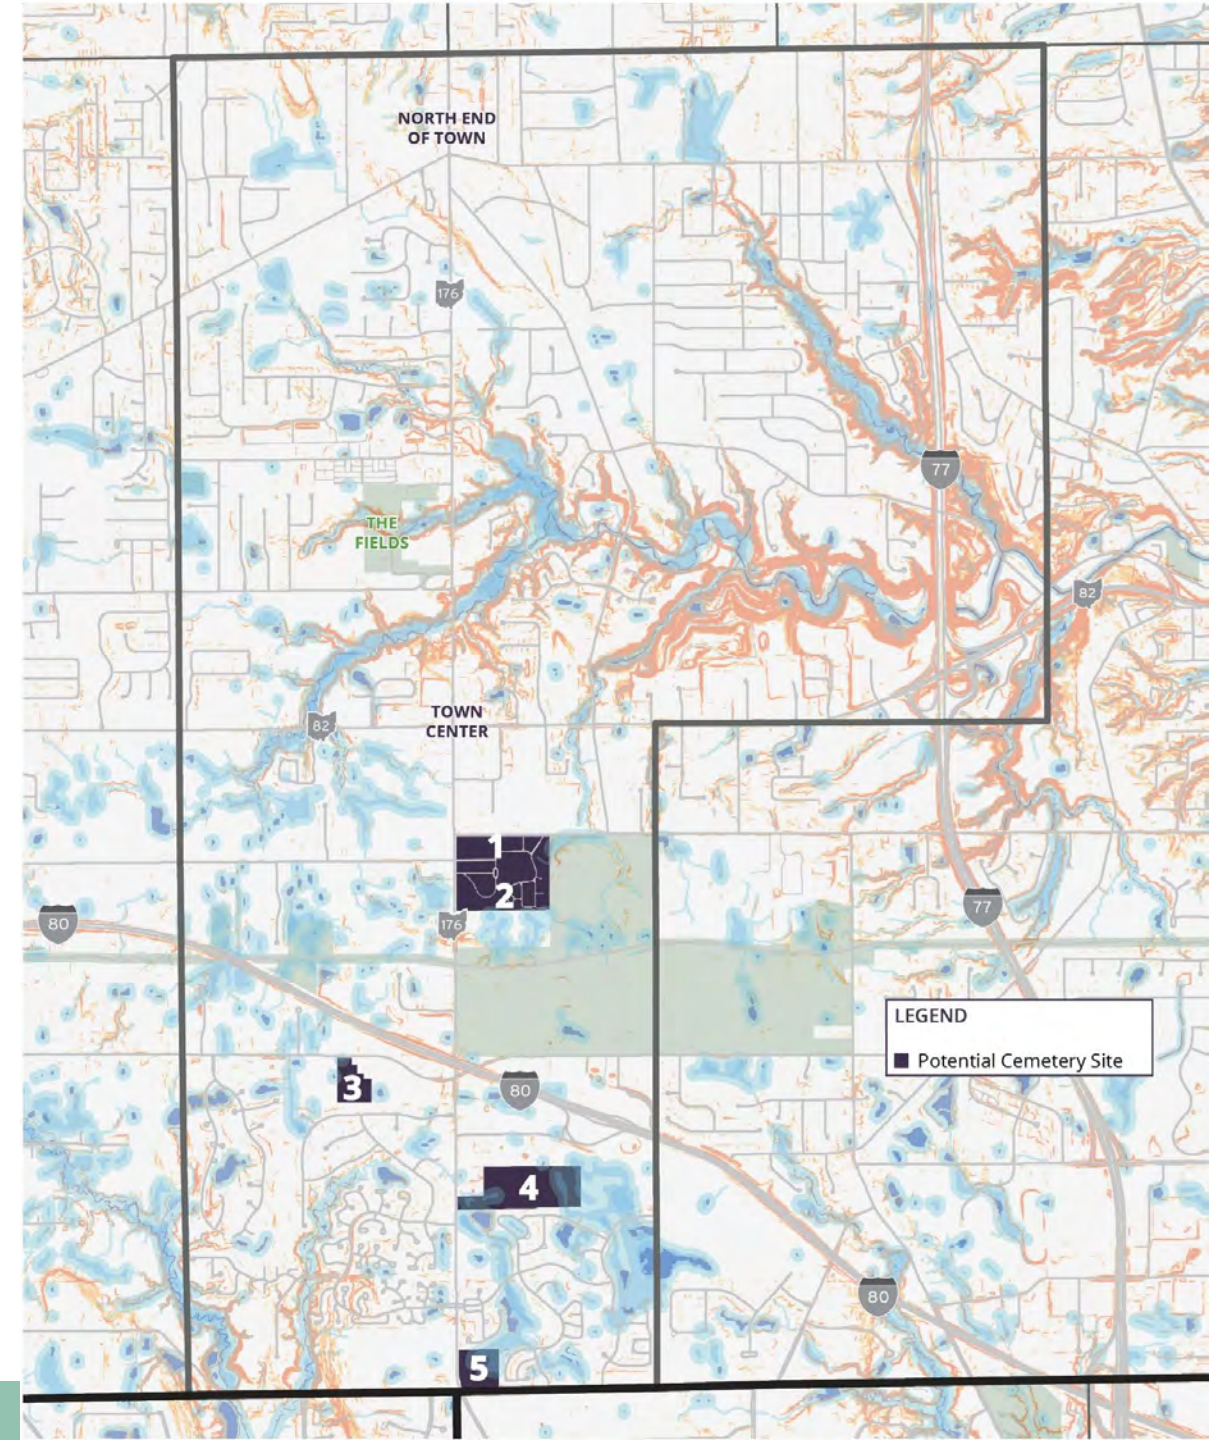 NORTH END
OF TOWN
176
77
THE
FIELDS
82
TOWN
CENTER
82
1
2
80
176
77
LEGEND
Potential Cemetery Site
3
80
4
80
5